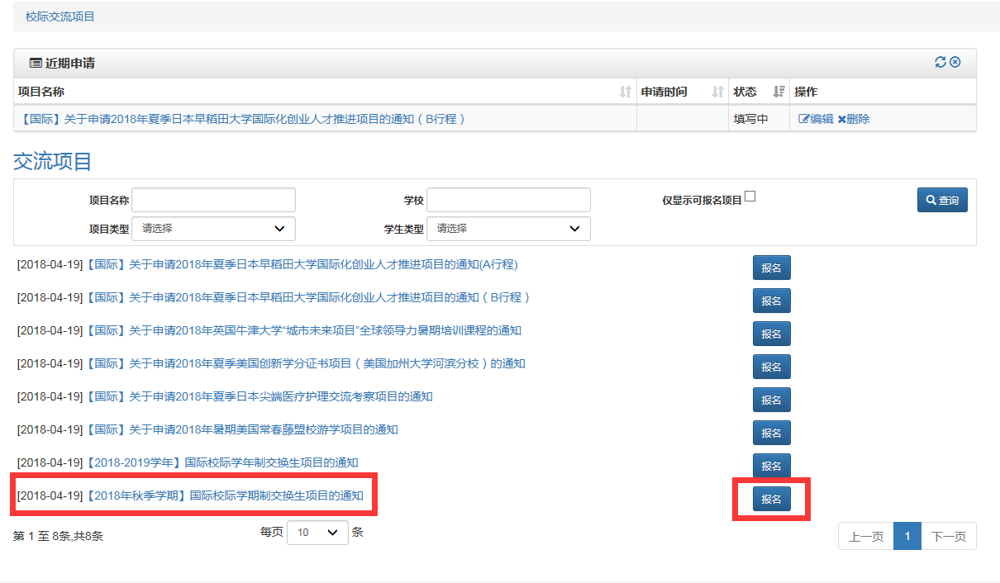 校际交流项目
近期申请
项目名称 申请时间 状态 操作
【国际】关于申请2018年夏季日本早稻田大学国际化创业人才推进项目的通知（B行程） 填写中 编辑 删除
交流项目
项目名称 学校 仅显示可报名项目 查询
项目类型 请选择 学生类型 请选择
[2018-04-19]【国际】关于申请2018年夏季日本早稻田大学国际化创业人才推进项目的通知(A行程) 报名
[2018-04-19]【国际】关于申请2018年夏季日本早稻田大学国际化创业人才推进项目的通知（B行程） 报名
[2018-04-19]【国际】关于申请2018年英国牛津大学“城市未来项目”全球领导力暑期培训课程的通知 报名
[2018-04-19]【国际】关于申请2018年夏季美国创新学分证书项目（美国加州大学河滨分校）的通知 报名
[2018-04-19]【国际】关于申请2018年夏季日本尖端医疗护理交流考察项目的通知 报名
[2018-04-19]【国际】关于申请2018年暑期美国常春藤盟校游学项目的通知 报名
[2018-04-19]【2018-2019学年】国际校际学年制交换生项目的通知 报名
[2018-04-19]【2018年秋季学期】国际校际学期制交换生项目的通知 报名
第 1 至 8条,共8条 每页 10 条 上一页 1 下一页